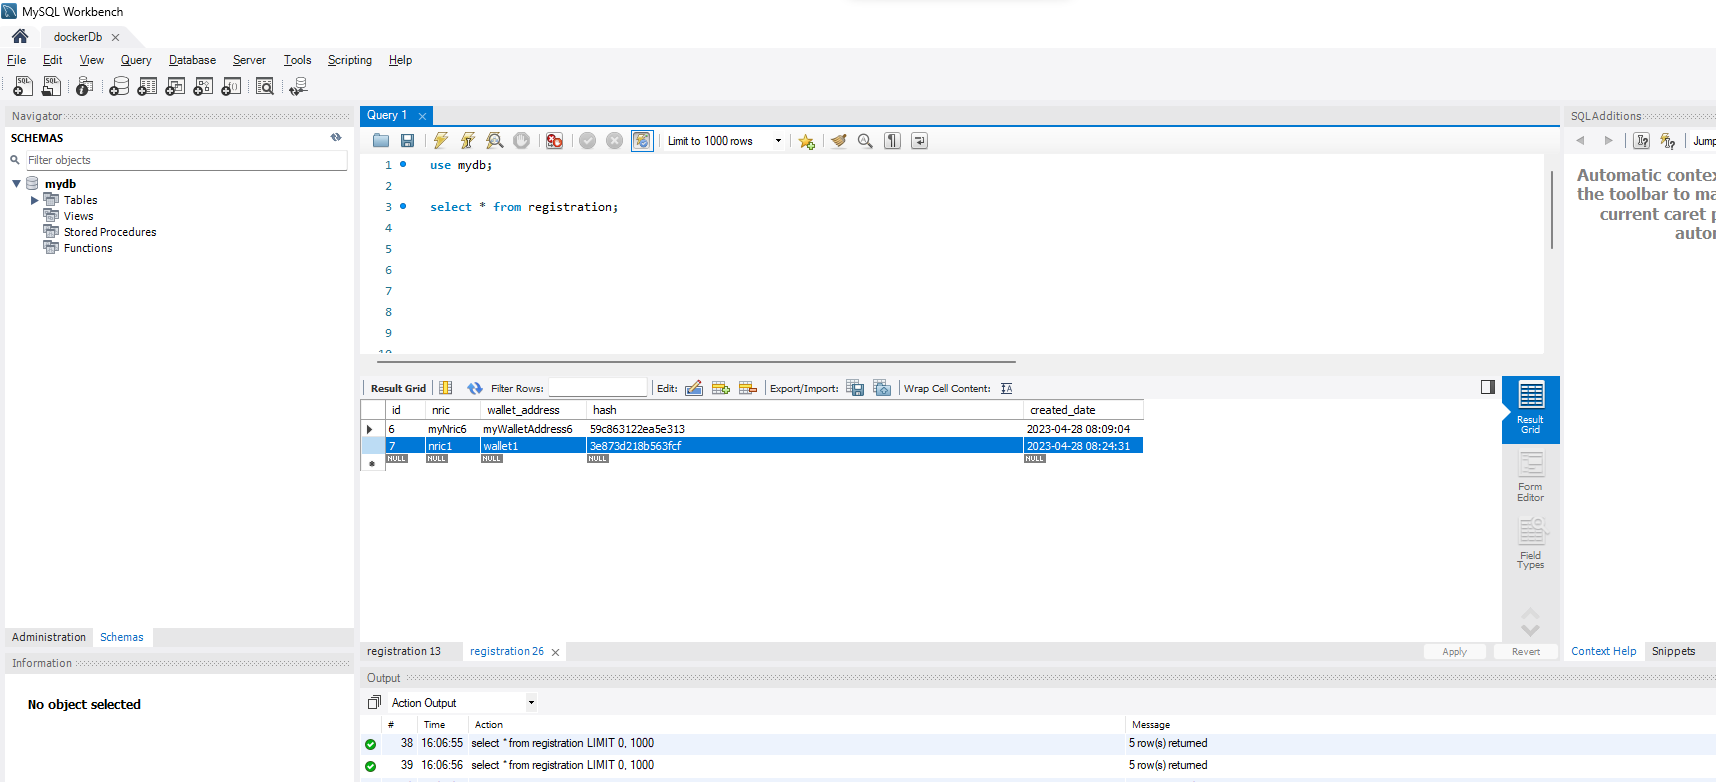 MySQL Workbench
dockerDb
File Edit View Query Database Server Tools Scripting Help
Navigator
SCHEMAS
Filter objects
mydb
Tables
Views
Stored Procedures
Functions
Administration Schemas
Information
No object selected
Query 1
Limit to 1000 rows
1 use mydb;
2
3 select * from registration;
4
5
6
7
8
9
10
Result Grid Filter Rows: Edit: Export/Import: Wrap Cell Content:
id nric wallet_address hash created_date
6 myNric6 myWalletAddress6 59c863122ea5e313 2023-04-28 08:09:04
7 nric1 wallet1 3e873d218b563fcf 2023-04-28 08:24:31
NULL NULL NULL NULL NULL
Result
Grid
Form
Editor
Field
Types
registration 13 registration 26
Apply Revert
Output
Action Output
# Time Action Message
38 16:06:55 select * from registration LIMIT 0, 1000 5 row(s) returned
39 16:06:56 select * from registration LIMIT 0, 1000 5 row(s) returned
SQLAdditions
Jump
Automatic contex
the toolbar to ma
current caret p
autor
Context Help Snippets